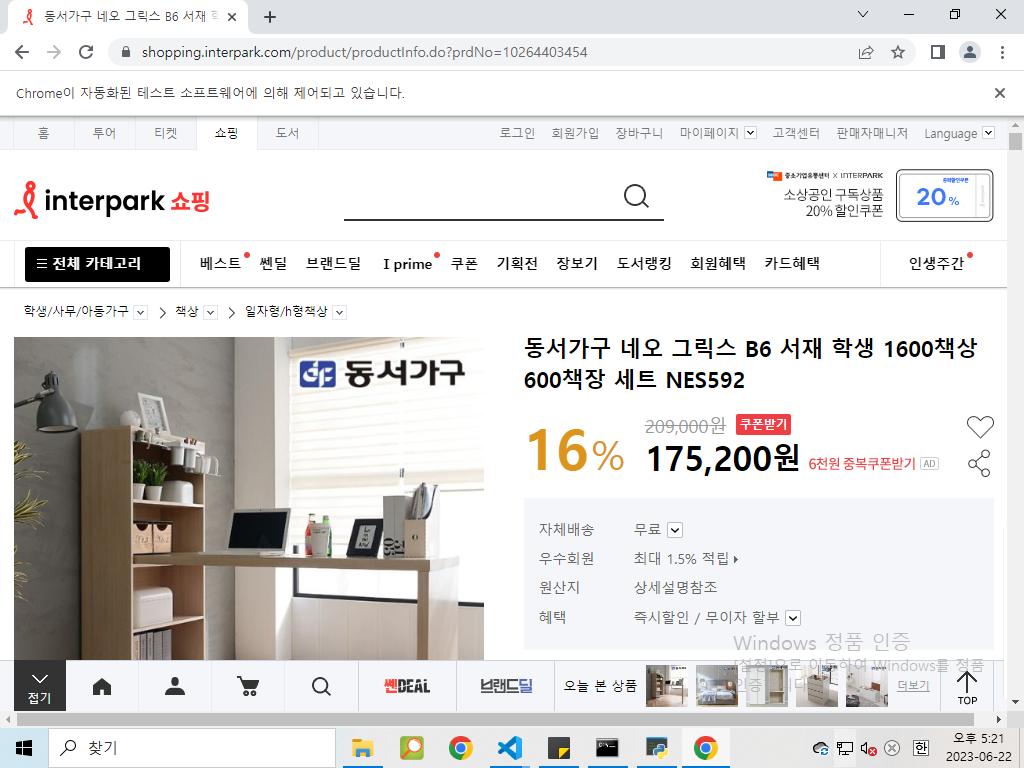 동서가구 네오 그릭스 B6 서재 학
shopping.interpark.com/product/productInfo.do?prdNo=10264403454
Chrome이 자동화된 테스트 소프트웨어에 의해 제어되고 있습니다.
홈 투어 티켓 쇼핑 도서 로그인 회원가입 장바구니 마이페이지 고객센터 판매자매니저 Language
interpark 쇼핑
중소기업유통센터 X INTERPARK
소상공인 구독상품
20% 할인쿠폰
20%
전체 카테고리 베스트 쎈딜 브랜드딜 I prime 쿠폰 기획전 장보기 도서랭킹 회원혜택 카드혜택 인생주간
학생/사무/아동가구 책상 일자형/h형책상
동서가구
동서가구 네오 그릭스 B6 서재 학생 1600책상
600책장 세트 NES592
16% 209,000원 쿠폰받기
175,200원 6천원 중복쿠폰받기 AD
자체배송 무료
우수회원 최대 1.5% 적립
원산지 상세설명참조
혜택 즉시할인 / 무이자 할부
Windows 정품 인증
[설정]으로 이동하여 Windows를 정품
인증합니다.
접기 쎈DEAL 브랜드딜 오늘 본 상품 더보기 TOP
찾기
한
오후 5:21
2023-06-22